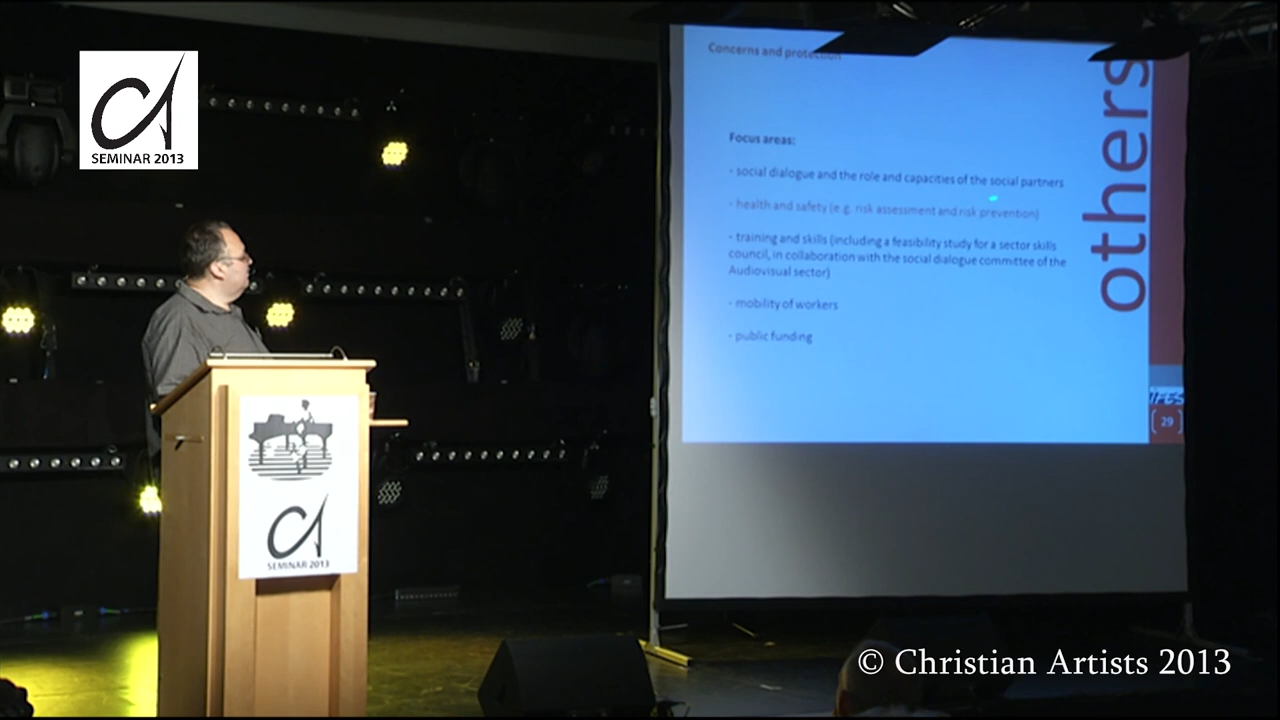 CA
SEMINAR 2013
Concerns and protection
Focus areas:
- social dialogue and the role and capacities of the social partners
- health and safety (e.g. risk assessment and risk prevention)
- training and skills (including a feasibility study for a sector skills
council, in collaboration with the social dialogue committee of the
Audiovisual sector)
- mobility of workers
- public funding
others
29
CA
SEMINAR 2013
© Christian Artists 2013